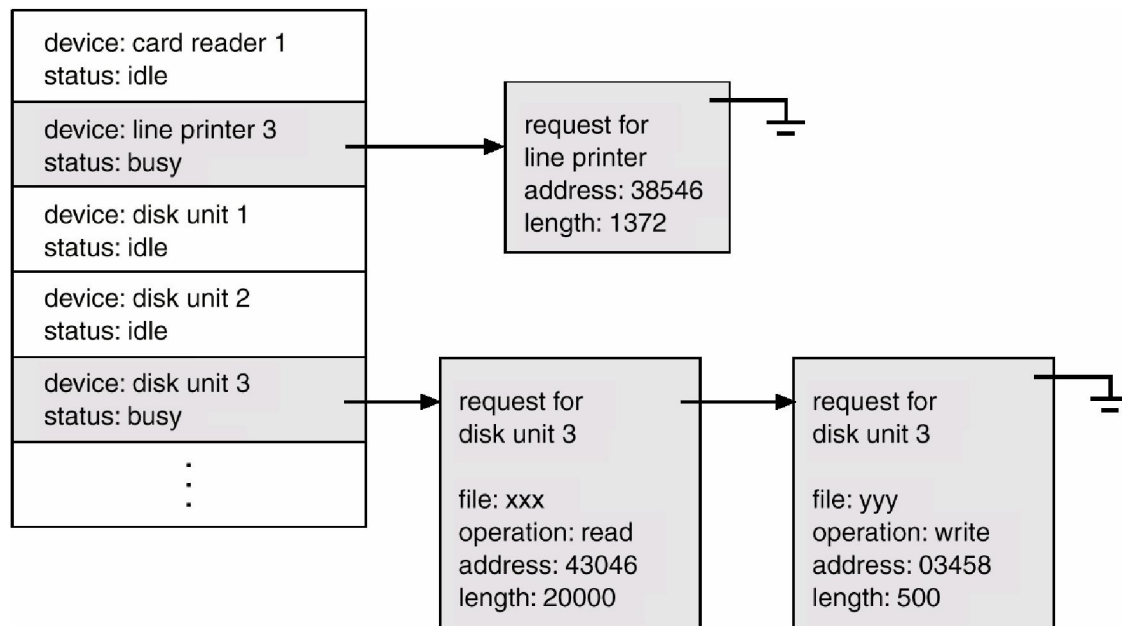 device: card reader 1
status: idle
device: line printer 3
status: busy
device: disk unit 1
status: idle
device: disk unit 2
status: idle
device: disk unit 3
status: busy
request for
line printer
address: 38546
length: 1372
request for
disk unit 3
file: xxx
operation: read
address: 43046
length: 20000
request for
disk unit 3
file: yyy
operation: write
address: 03458
length: 500